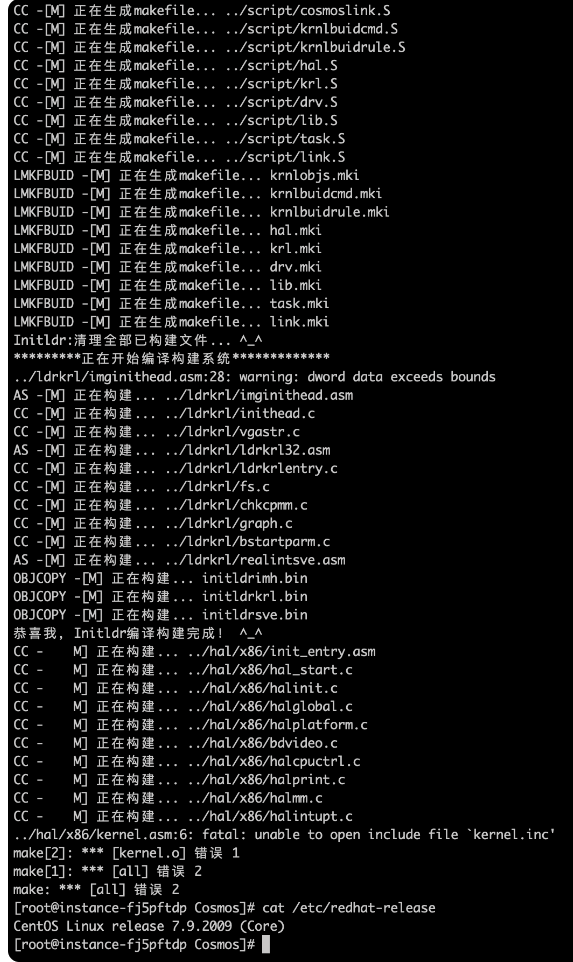 CC -[M] 正在生成makefile... ../script/cosmoslink.S
CC -[M] 正在生成makefile... ../script/krnlbuidcmd.S
CC -[M] 正在生成makefile... ../script/krnlbuidrule.S
CC -[M] 正在生成makefile... ../script/hal.S
CC -[M] 正在生成makefile... ../script/krl.S
CC -[M] 正在生成makefile... ../script/drv.S
CC -[M] 正在生成makefile... ../script/lib.S
CC -[M] 正在生成makefile... ../script/task.S
CC -[M] 正在生成makefile... ../script/link.S
LMKFBUID -[M] 正在生成makefile... krnlobjs.mki
LMKFBUID -[M] 正在生成makefile... krnlbuidcmd.mki
LMKFBUID -[M] 正在生成makefile... krnlbuidrule.mki
LMKFBUID -[M] 正在生成makefile... hal.mki
LMKFBUID -[M] 正在生成makefile... krl.mki
LMKFBUID -[M] 正在生成makefile... drv.mki
LMKFBUID -[M] 正在生成makefile... lib.mki
LMKFBUID -[M] 正在生成makefile... task.mki
LMKFBUID -[M] 正在生成makefile... link.mki
Initldr:清理全部已构建文件... ^_^
*********正在开始编译构建系统*************
../ldrkrl/imginithead.asm:28: warning: dword data exceeds bounds
AS -[M] 正在构建... ../ldrkrl/imginithead.asm
CC -[M] 正在构建... ../ldrkrl/inithead.c
CC -[M] 正在构建... ../ldrkrl/vgastr.c
AS -[M] 正在构建... ../ldrkrl/ldrkrl32.asm
CC -[M] 正在构建... ../ldrkrl/ldrkrlentry.c
CC -[M] 正在构建... ../ldrkrl/fs.c
CC -[M] 正在构建... ../ldrkrl/chkcpmm.c
CC -[M] 正在构建... ../ldrkrl/graph.c
CC -[M] 正在构建... ../ldrkrl/bstartparm.c
AS -[M] 正在构建... ../ldrkrl/realintsve.asm
OBJCOPY -[M] 正在构建... initldrimh.bin
OBJCOPY -[M] 正在构建... initldrkrl.bin
OBJCOPY -[M] 正在构建... initldrsve.bin
恭喜我, Initldr编译构建完成! ^_^
CC -    M] 正在构建... ../hal/x86/init_entry.asm
CC -    M] 正在构建... ../hal/x86/hal_start.c
CC -    M] 正在构建... ../hal/x86/halinit.c
CC -    M] 正在构建... ../hal/x86/halglobal.c
CC -    M] 正在构建... ../hal/x86/halplatform.c
CC -    M] 正在构建... ../hal/x86/bdvideo.c
CC -    M] 正在构建... ../hal/x86/halcpuctrl.c
CC -    M] 正在构建... ../hal/x86/halprint.c
CC -    M] 正在构建... ../hal/x86/halmm.c
CC -    M] 正在构建... ../hal/x86/halintupt.c
../hal/x86/kernel.asm:6: fatal: unable to open include file `kernel.inc'
make[2]: *** [kernel.o] 错误 1
make[1]: *** [all] 错误 2
make: *** [all] 错误 2
[root@instance-fj5pftdp Cosmos]# cat /etc/redhat-release
CentOS Linux release 7.9.2009 (Core)
[root@instance-fj5pftdp Cosmos]#